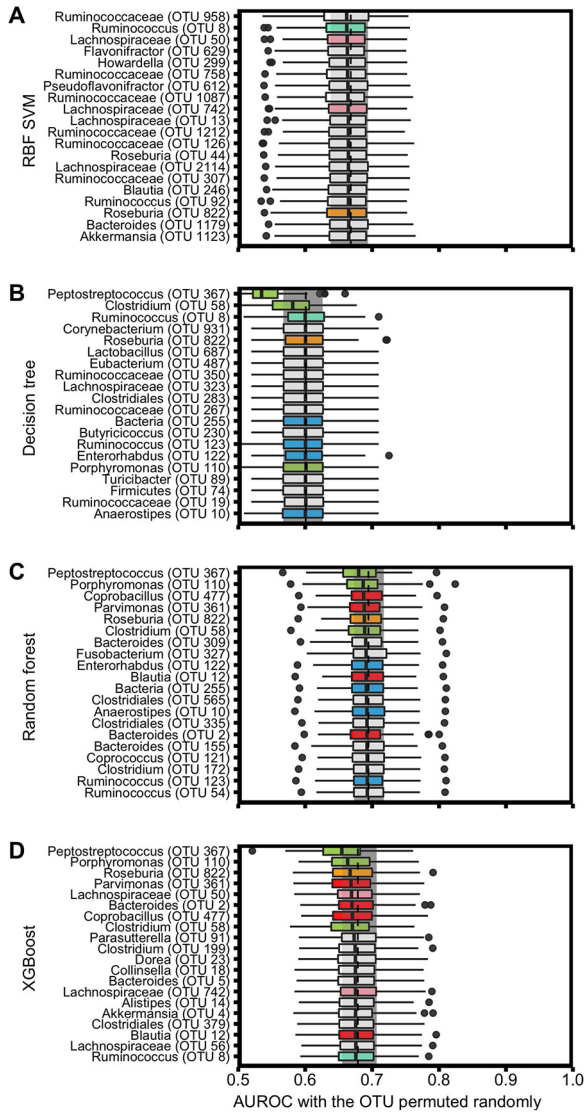 A
RBF SVM
Ruminococcaceae (OTU 958)
Ruminococcus (OTU 8)
Lachnospiraceae (OTU 50)
Flavonifractor (OTU 629)
Howardella (OTU 299)
Ruminococcaceae (OTU 758)
Pseudoflavonifractor (OTU 612)
Ruminococcaceae (OTU 1087)
Lachnospiraceae (OTU 742)
Lachnospiraceae (OTU 13)
Ruminococcaceae (OTU 1212)
Ruminococcaceae (OTU 126)
Roseburia (OTU 44)
Lachnospiraceae (OTU 2114)
Ruminococcaceae (OTU 307)
Blautia (OTU 246)
Ruminococcus (OTU 92)
Roseburia (OTU 822)
Bacteroides (OTU 1179)
Akkermansia (OTU 1123)
B
Decision tree
Peptostreptococcus (OTU 367)
Clostridium (OTU 58)
Ruminococcus (OTU 8)
Corynebacterium (OTU 931)
Roseburia (OTU 822)
Lactobacillus (OTU 687)
Eubacterium (OTU 487)
Ruminococcaceae (OTU 350)
Lachnospiraceae (OTU 323)
Clostridiales (OTU 283)
Ruminococcaceae (OTU 267)
Bacteria (OTU 255)
Butyricicoccus (OTU 230)
Ruminococcus (OTU 123)
Enterorhabdus (OTU 122)
Porphyromonas (OTU 110)
Turicibacter (OTU 89)
Firmicutes (OTU 74)
Ruminococcaceae (OTU 19)
Anaerostipes (OTU 10)
C
Random forest
Peptostreptococcus (OTU 367)
Porphyromonas (OTU 110)
Coprobacillus (OTU 477)
Parvimonas (OTU 361)
Roseburia (OTU 822)
Clostridium (OTU 58)
Bacteroides (OTU 309)
Fusobacterium (OTU 327)
Enterorhabdus (OTU 122)
Blautia (OTU 12)
Bacteria (OTU 255)
Clostridiales (OTU 565)
Anaerostipes (OTU 10)
Clostridiales (OTU 335)
Bacteroides (OTU 2)
Bacteroides (OTU 155)
Coprococcus (OTU 121)
Clostridium (OTU 172)
Ruminococcus (OTU 123)
Ruminococcus (OTU 54)
D
XGBoost
Peptostreptococcus (OTU 367)
Porphyromonas (OTU 110)
Roseburia (OTU 822)
Parvimonas (OTU 361)
Lachnospiraceae (OTU 50)
Bacteroides (OTU 2)
Coprobacillus (OTU 477)
Clostridium (OTU 58)
Parasutterella (OTU 91)
Clostridium (OTU 199)
Dorea (OTU 23)
Collinsella (OTU 18)
Bacteroides (OTU 5)
Lachnospiraceae (OTU 742)
Alistipes (OTU 14)
Akkermansia (OTU 4)
Clostridiales (OTU 379)
Blautia (OTU 12)
Lachnospiraceae (OTU 56)
Ruminococcus (OTU 8)
0.5 0.6 0.7 0.8 0.9 1.0
AUROC with the OTU permuted randomly